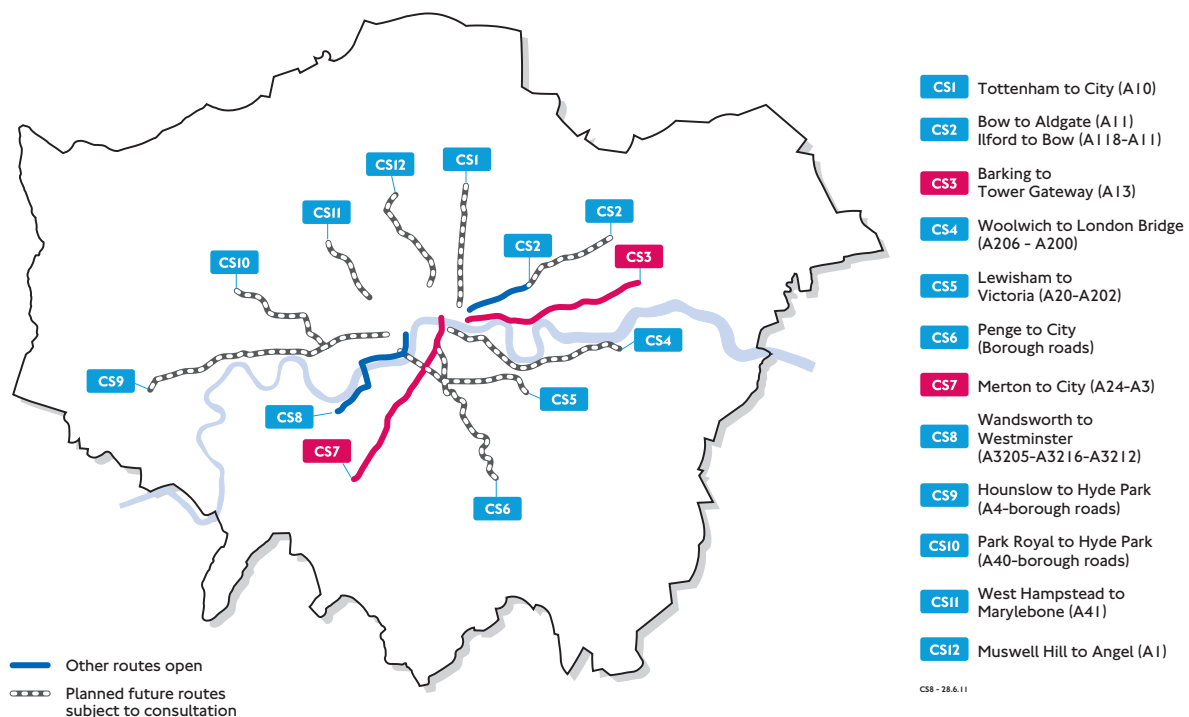 CS12
CS1
CS11
CS2
CS2
CS3
CS10
CS4
CS9
CS5
CS8
CS7
CS6
Other routes open
Planned future routes
subject to consultation
CS1 Tottenham to City (A10)
CS2 Bow to Aldgate (A11)
Ilford to Bow (A118-A11)
CS3 Barking to
Tower Gateway (A13)
CS4 Woolwich to London Bridge
(A206 - A200)
CS5 Lewisham to
Victoria (A20-A202)
CS6 Penge to City
(Borough roads)
CS7 Merton to City (A24-A3)
CS8 Wandsworth to
Westminster
(A3205-A3216-A3212)
CS9 Hounslow to Hyde Park
(A4-borough roads)
CS10 Park Royal to Hyde Park
(A40-borough roads)
CS11 West Hampstead to
Marylebone (A41)
CS12 Muswell Hill to Angel (A1)
CS8 - 28.6.11